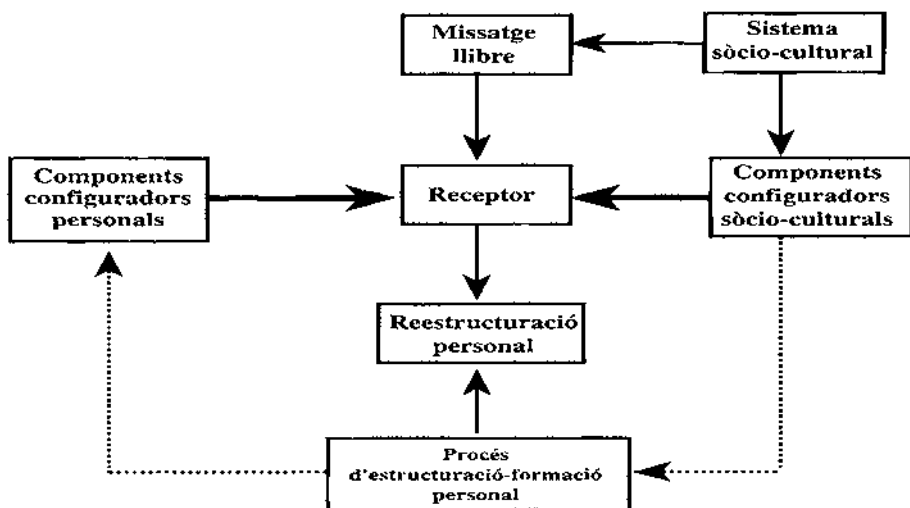 Missatge
llibre
Sistema
sòcio-cultural
Components
configuradors
personals
Receptor
Components
configuradors
sòcio-culturals
Reestructuració
personal
Procés
d'estructuració-formació
personal